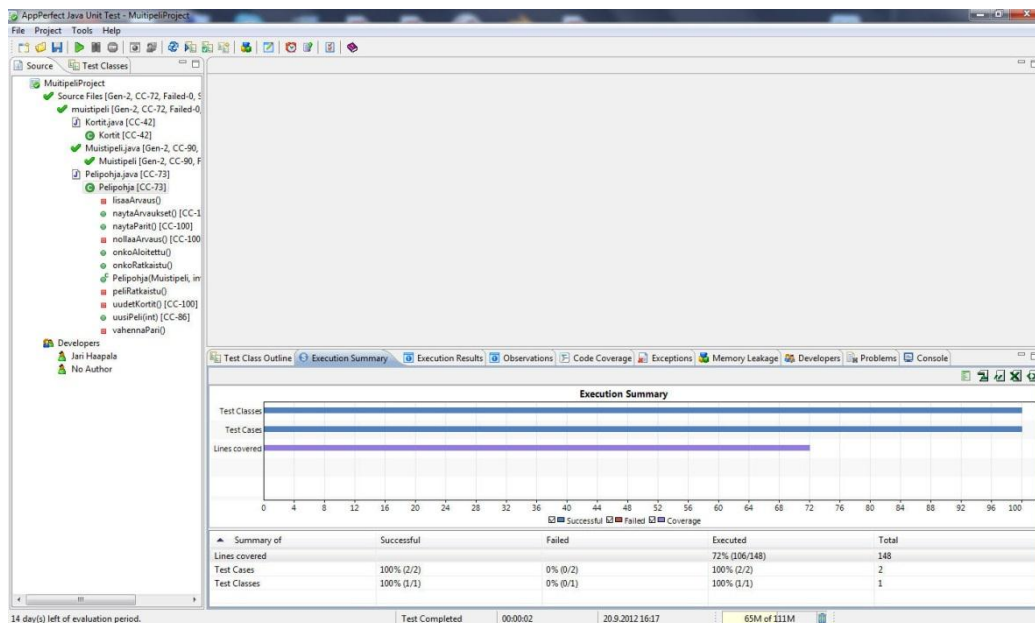 AppPerfect Java Unit Test - MuitipeliProject
File Project Tools Help
Source Test Classes
MuitipeliProject
Source Files [Gen-2, CC-72, Failed-0, S
muistipeli [Gen-2, CC-72, Failed-0,
Kortit.java [CC-42]
Kortit [CC-42]
Muistipeli.java [Gen-2, CC-90,
Muistipeli [Gen-2, CC-90, F
Pelipohja.java [CC-73]
Pelipohja [CC-73]
lisaaArvaus()
naytaArvaukset() [CC-1
naytaParit() [CC-100]
nollaaArvaus() [CC-100
onkoAloitettu()
onkoRatkaistu()
Pelipohja(Muistipeli, in
peliRatkaistu()
uudetKortit() [CC-100]
uusiPeli(int) [CC-86]
vahennaPari()
Developers
Jari Haapala
No Author
Test Class Outline Execution Summary Execution Results Observations Code Coverage Exceptions Memory Leakage Developers Problems Console
Execution Summary
Test Classes
Test Cases
Lines covered
0 4 8 12 16 20 24 28 32 36 40 44 48 52 56 60 64 68 72 76 80 84 88 92 96 100
Successful Failed Coverage
Summary of Successful Failed Executed Total
Lines covered 72% (106/148) 148
Test Cases 100% (2/2) 0% (0/2) 100% (2/2) 2
Test Classes 100% (1/1) 0% (0/1) 100% (1/1) 1
14 day(s) left of evaluation period. Test Completed 00:00:02 20.9.2012 16:17 65M of 111M